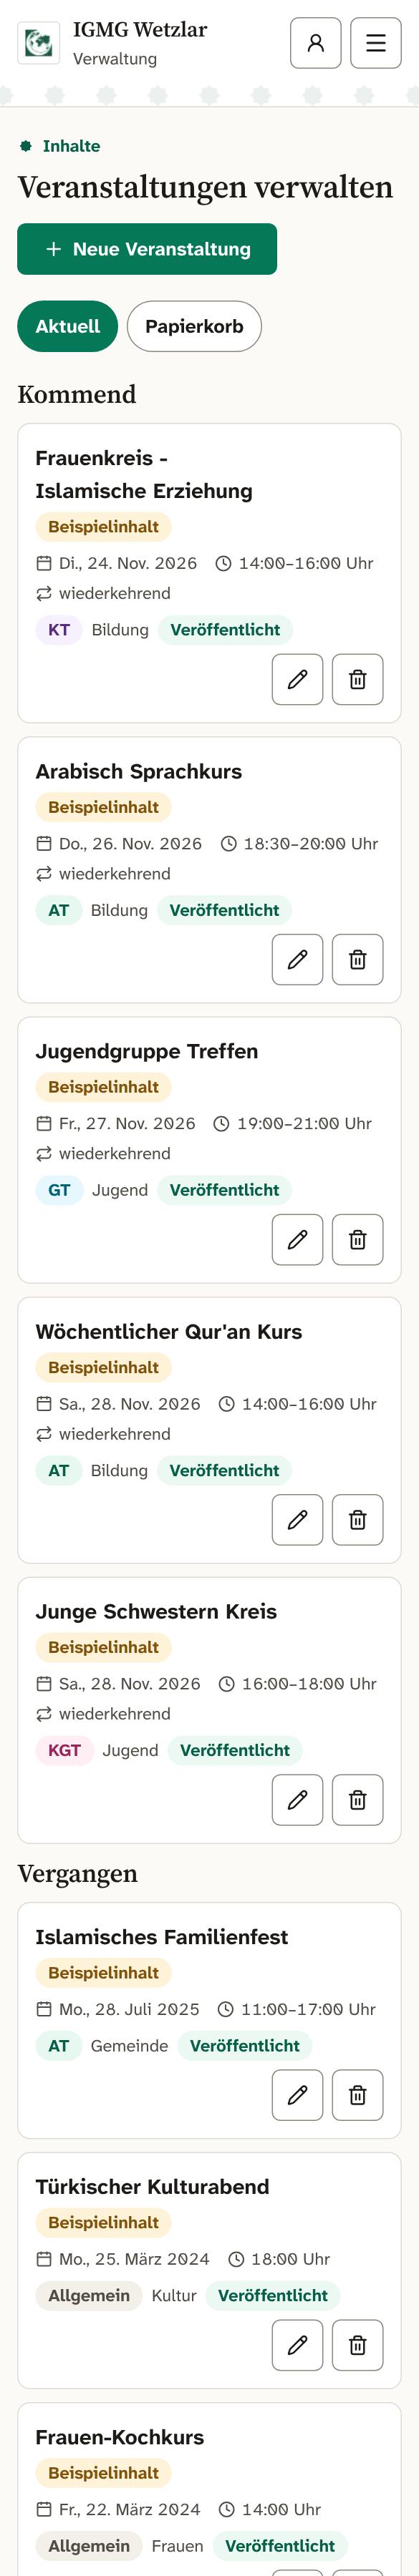 IGMG Wetzlar
Verwaltung
Inhalte
Veranstaltungen verwalten
Neue Veranstaltung
Aktuell Papierkorb
Kommend
Frauenkreis -
Islamische Erziehung
Beispielinhalt
Di., 24. Nov. 2026 14:00–16:00 Uhr
wiederkehrend
KT Bildung Veröffentlicht
Arabisch Sprachkurs
Beispielinhalt
Do., 26. Nov. 2026 18:30–20:00 Uhr
wiederkehrend
AT Bildung Veröffentlicht
Jugendgruppe Treffen
Beispielinhalt
Fr., 27. Nov. 2026 19:00–21:00 Uhr
wiederkehrend
GT Jugend Veröffentlicht
Wöchentlicher Qur'an Kurs
Beispielinhalt
Sa., 28. Nov. 2026 14:00–16:00 Uhr
wiederkehrend
AT Bildung Veröffentlicht
Junge Schwestern Kreis
Beispielinhalt
Sa., 28. Nov. 2026 16:00–18:00 Uhr
wiederkehrend
KGT Jugend Veröffentlicht
Vergangen
Islamisches Familienfest
Beispielinhalt
Mo., 28. Juli 2025 11:00–17:00 Uhr
AT Gemeinde Veröffentlicht
Türkischer Kulturabend
Beispielinhalt
Mo., 25. März 2024 18:00 Uhr
Allgemein Kultur Veröffentlicht
Frauen-Kochkurs
Beispielinhalt
Fr., 22. März 2024 14:00 Uhr
Allgemein Frauen Veröffentlicht